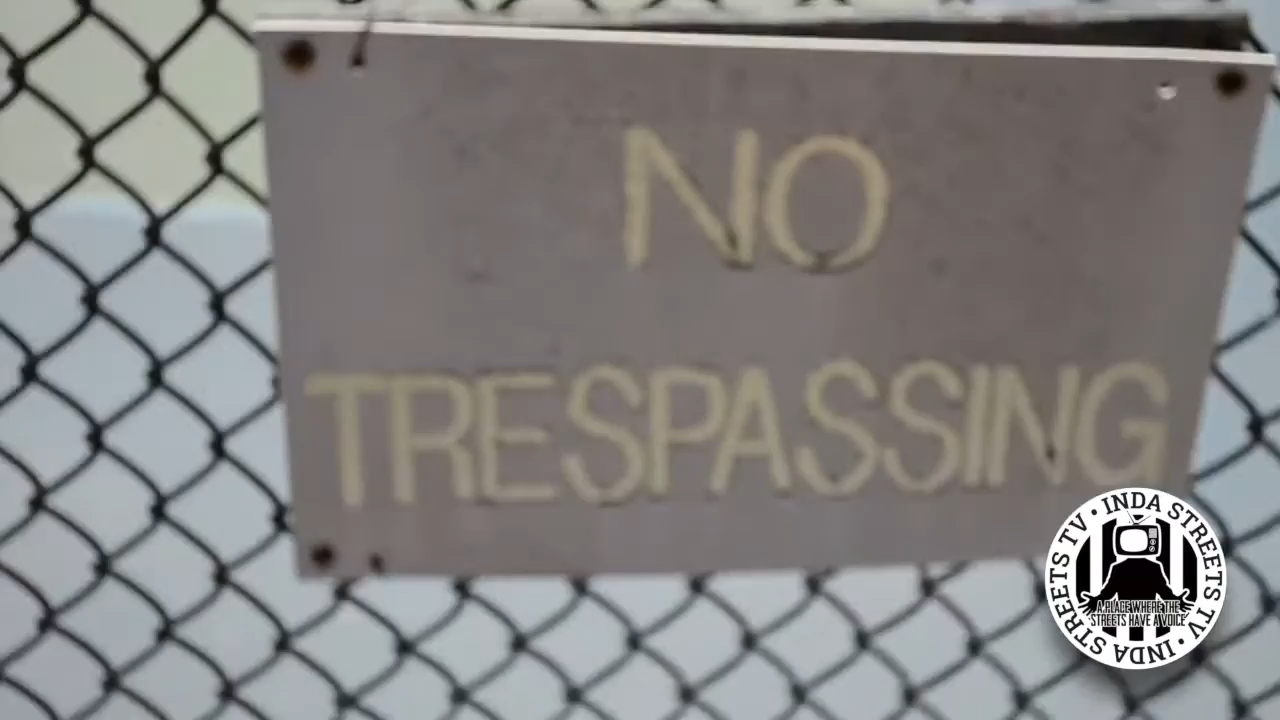 NO
TRESPASSING
INDA STREETS TV • INDA STREETS TV •
A PLACE WHERE THE
STREETS HAVE A VOICE